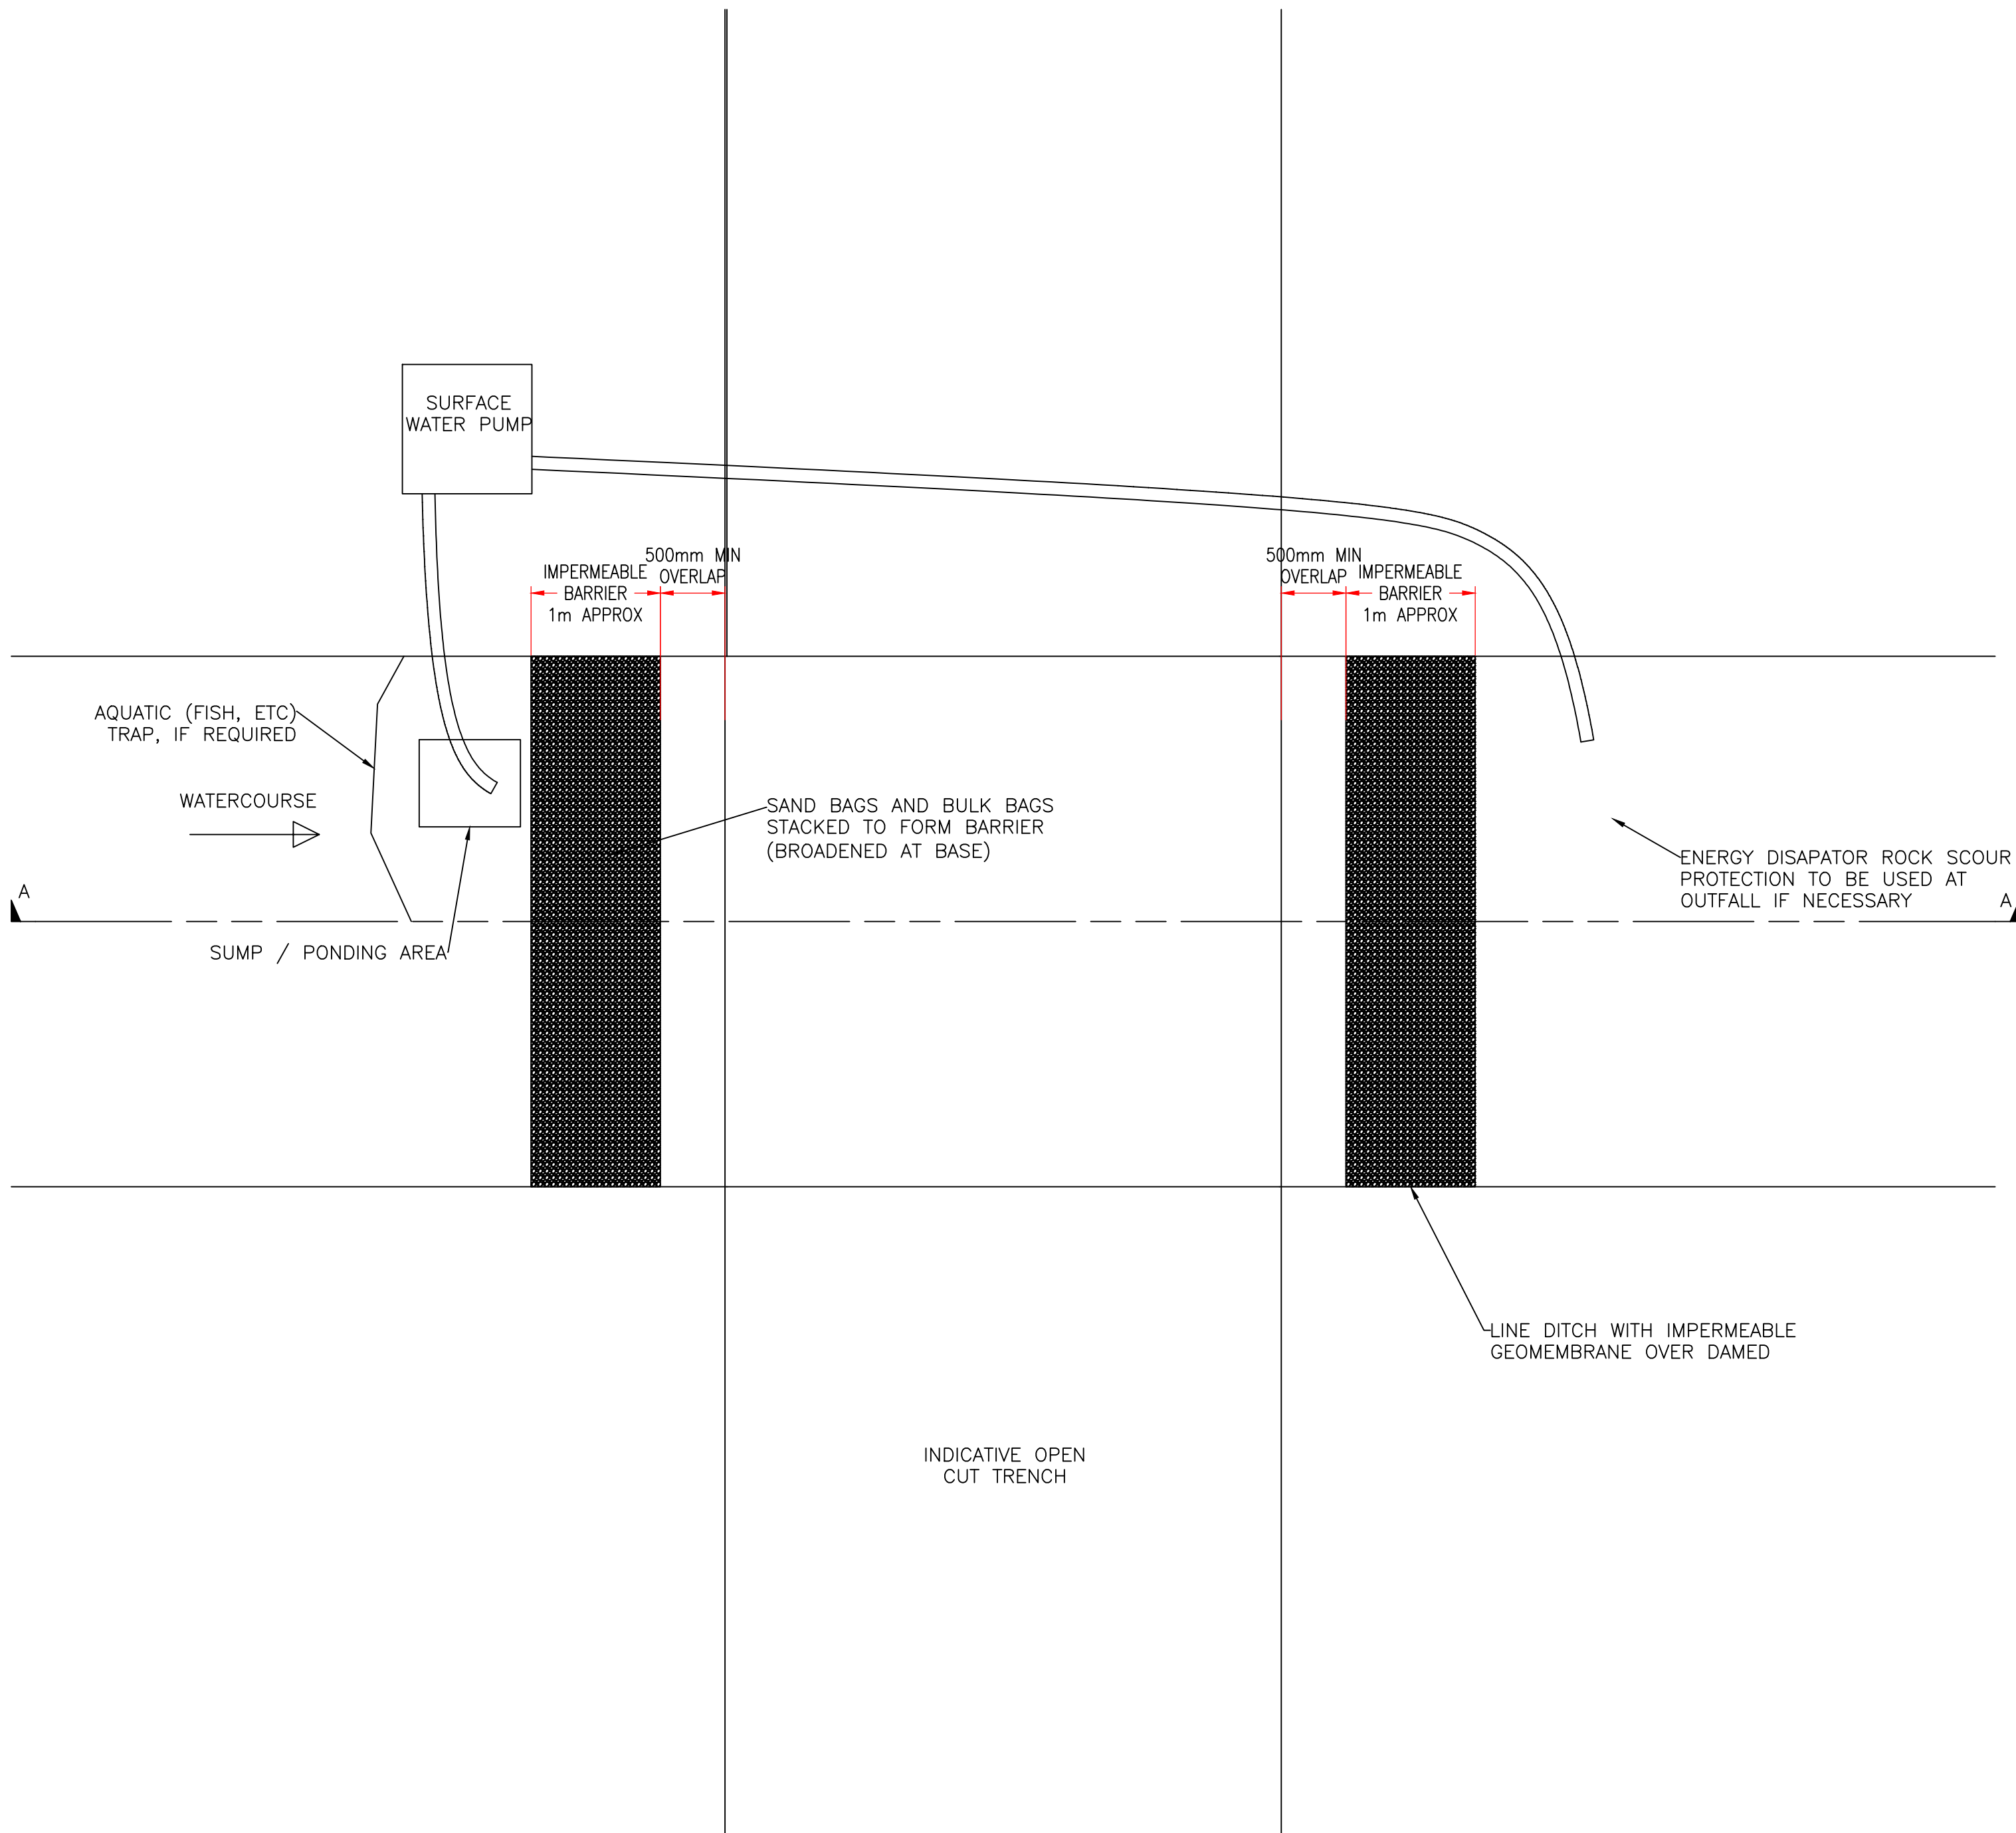 SURFACE
WATER PUMP
500mm MIN
OVERLAP
IMPERMEABLE
BARRIER
1m APPROX
500mm MIN
OVERLAP
IMPERMEABLE
BARRIER
1m APPROX
AQUATIC (FISH, ETC)
TRAP, IF REQUIRED
WATERCOURSE
SAND BAGS AND BULK BAGS
STACKED TO FORM BARRIER
(BROADENED AT BASE)
ENERGY DISAPATOR ROCK SCOUR
PROTECTION TO BE USED AT
OUTFALL IF NECESSARY
A
A
SUMP / PONDING AREA
LINE DITCH WITH IMPERMEABLE
GEOMEMBRANE OVER DAMED
INDICATIVE OPEN
CUT TRENCH